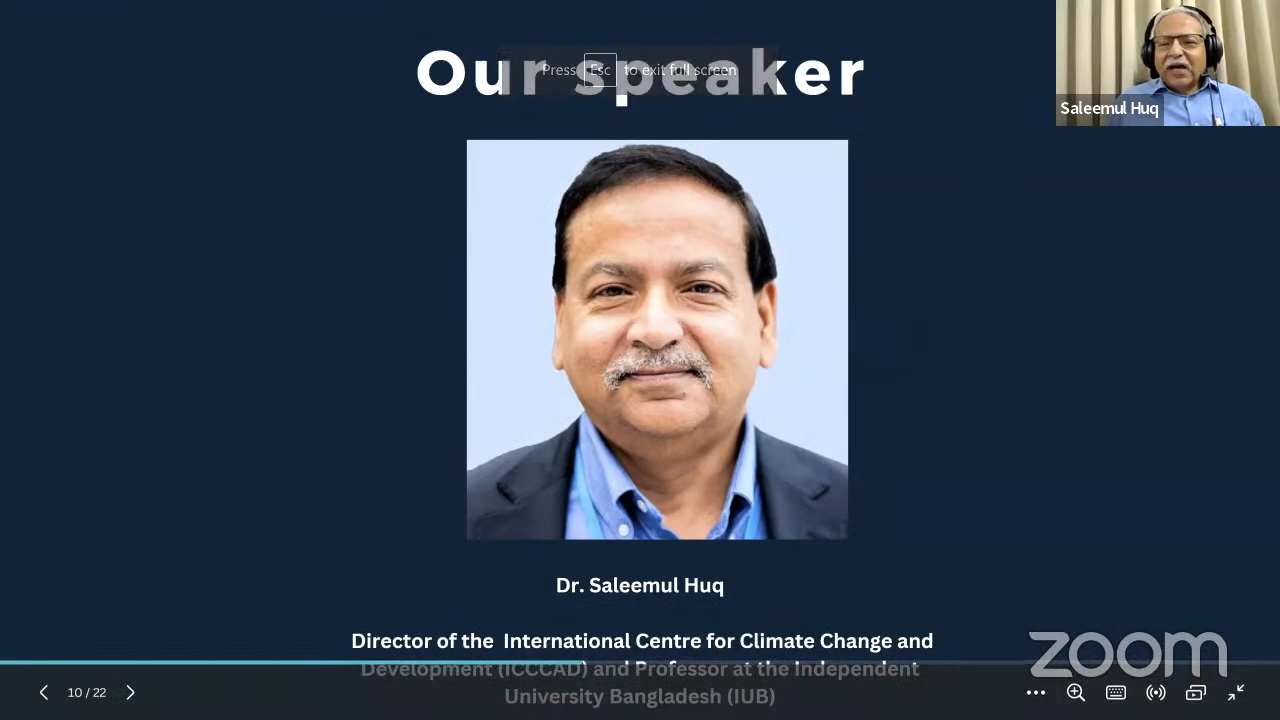 Our speaker
Press Esc to exit full screen
Saleemul Huq
Dr. Saleemul Huq
Director of the International Centre for Climate Change and
Development (ICCCAD) and Professor at the Independent
University Bangladesh (IUB)
zoom
10 / 22